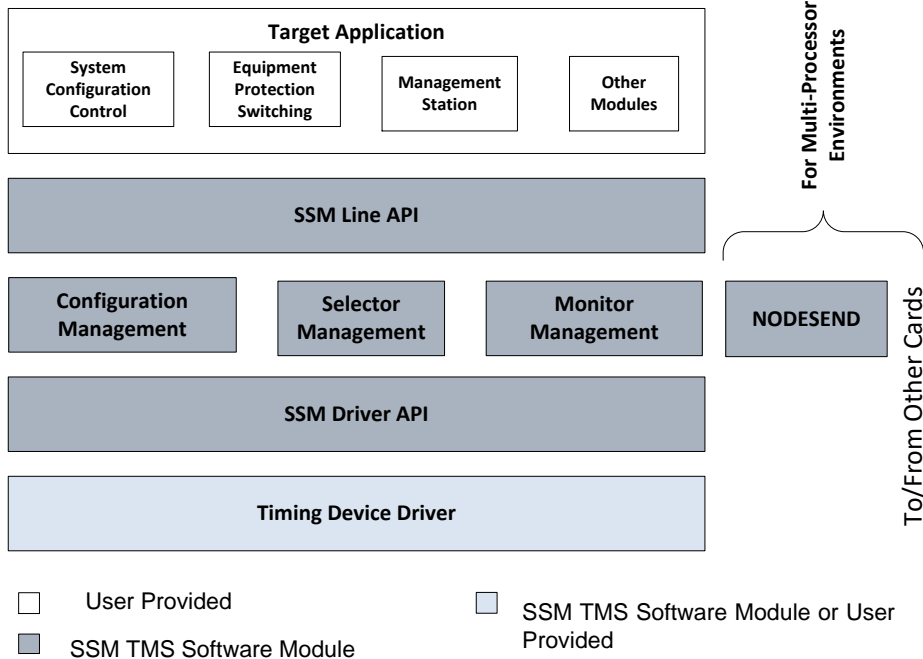 Target Application
System
Configuration
Control
Equipment
Protection
Switching
Management
Station
Other
Modules
For Multi-Processor
Environments
SSM Line API
Configuration
Management
Selector
Management
Monitor
Management
NODESEND
To/From Other Cards
SSM Driver API
Timing Device Driver
User Provided
SSM TMS Software Module
SSM TMS Software Module or User
Provided